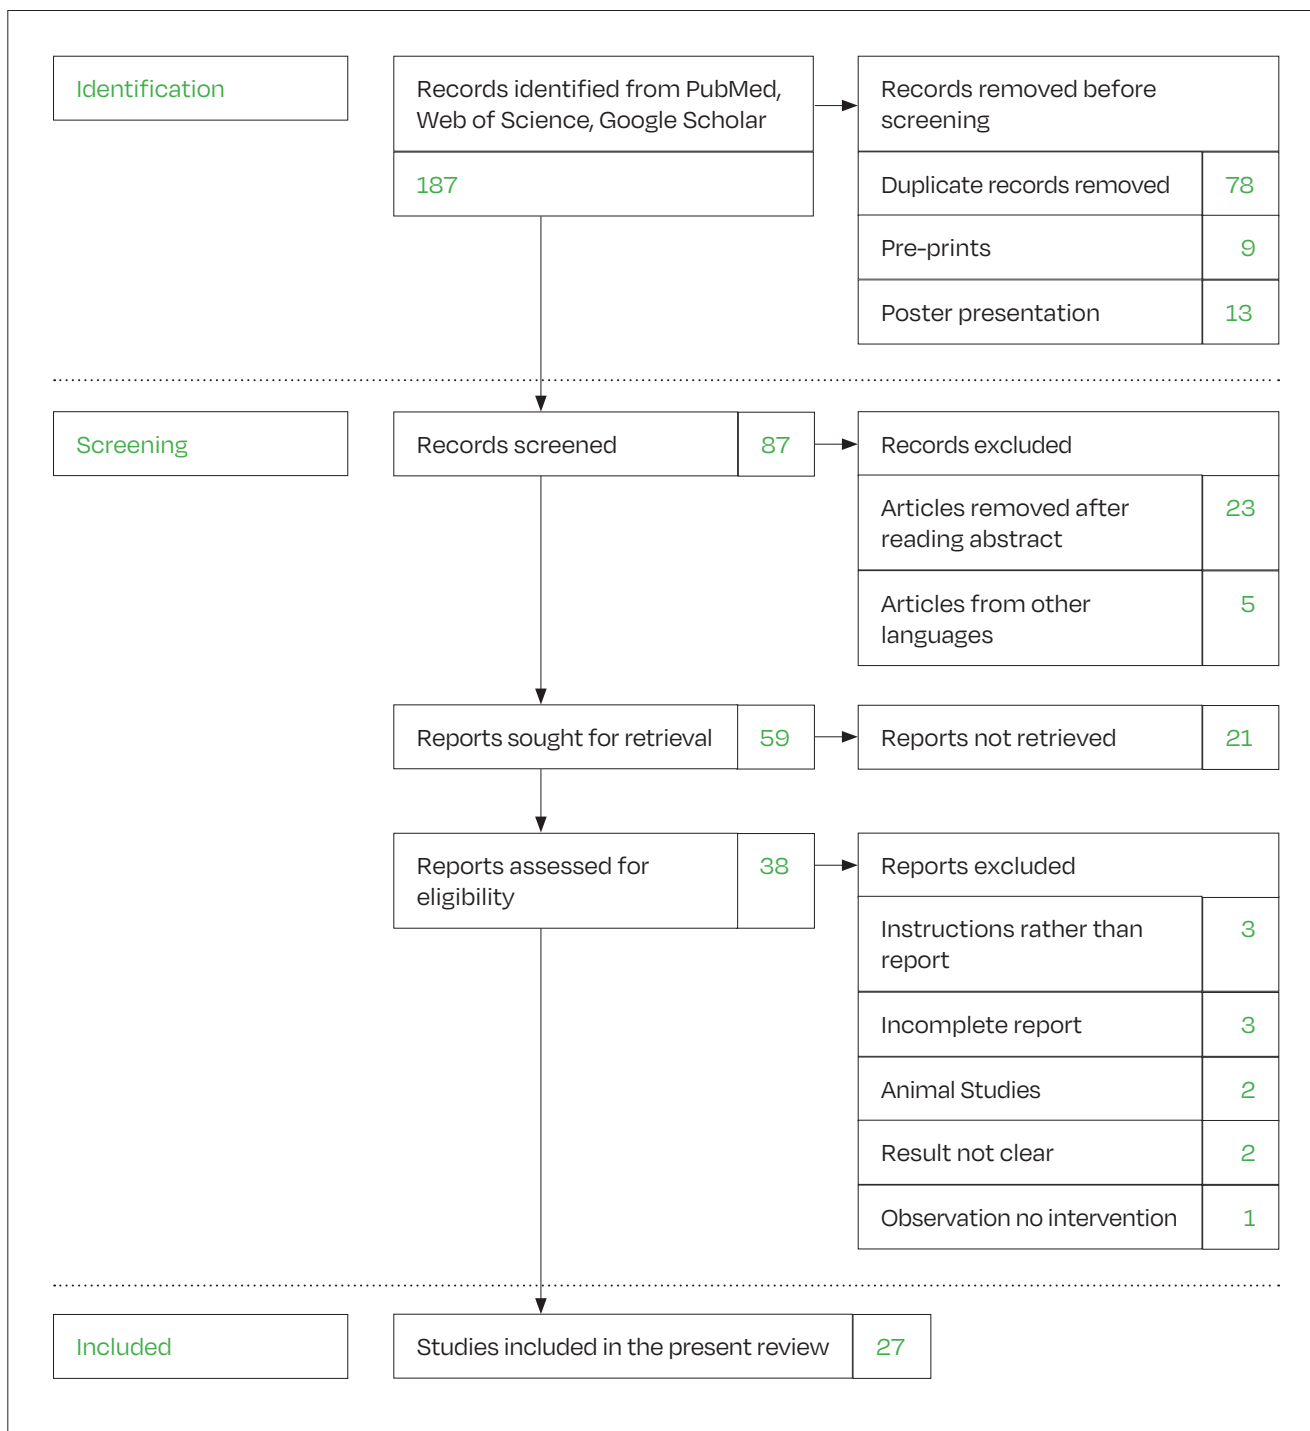 Identification
Records identified from PubMed,
Web of Science, Google Scholar
187
Records removed before
screening
Duplicate records removed 78
Pre-prints 9
Poster presentation 13
Screening
Records screened 87
Records excluded
Articles removed after 23
reading abstract
Articles from other 5
languages
Reports sought for retrieval 59
Reports not retrieved 21
Reports assessed for 38
eligibility
Reports excluded
Instructions rather than 3
report
Incomplete report 3
Animal Studies 2
Result not clear 2
Observation no intervention 1
Included
Studies included in the present review 27